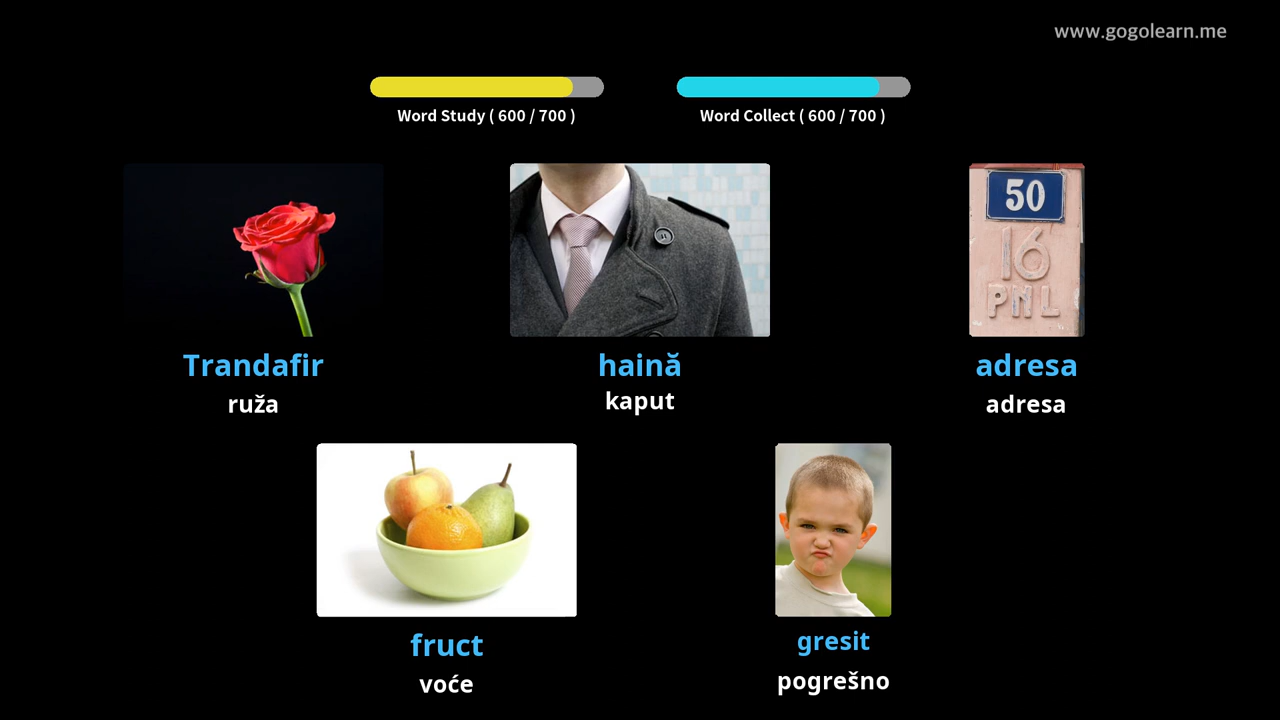 www.gogolearn.me
Word Study ( 600 / 700 )
Word Collect ( 600 / 700 )
50
16
PNL
Trandafir
ruža
haină
kaput
adresa
adresa
fruct
voće
gresit
pogrešno